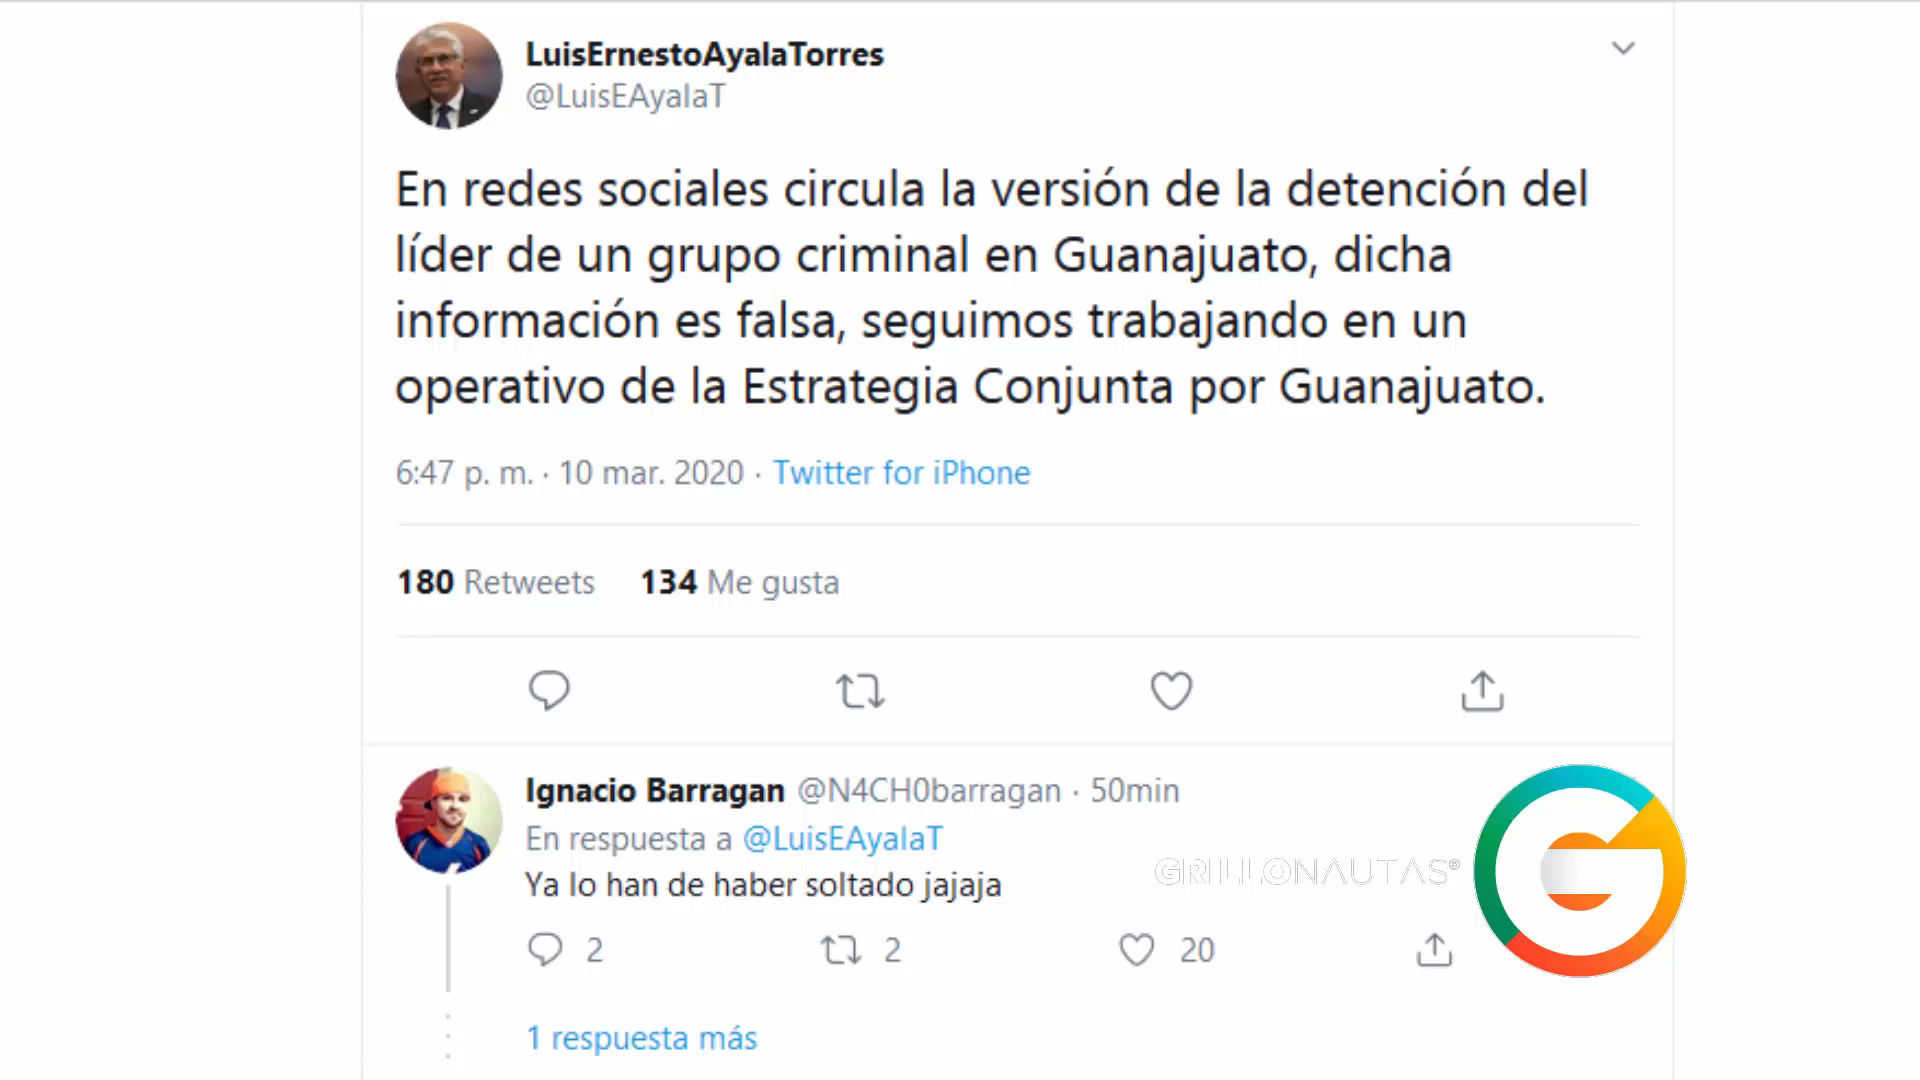 LuisErnestoAyalaTorres
@LuisEAyalaT
En redes sociales circula la versión de la detención del
líder de un grupo criminal en Guanajuato, dicha
información es falsa, seguimos trabajando en un
operativo de la Estrategia Conjunta por Guanajuato.
6:47 p. m. · 10 mar. 2020 · Twitter for iPhone
180 Retweets 134 Me gusta
Ignacio Barragan @N4CH0barragan · 50min
En respuesta a @LuisEAyalaT
Ya lo han de haber soltado jajaja
GRILLONAUTAS®
2 2 20
1 respuesta más